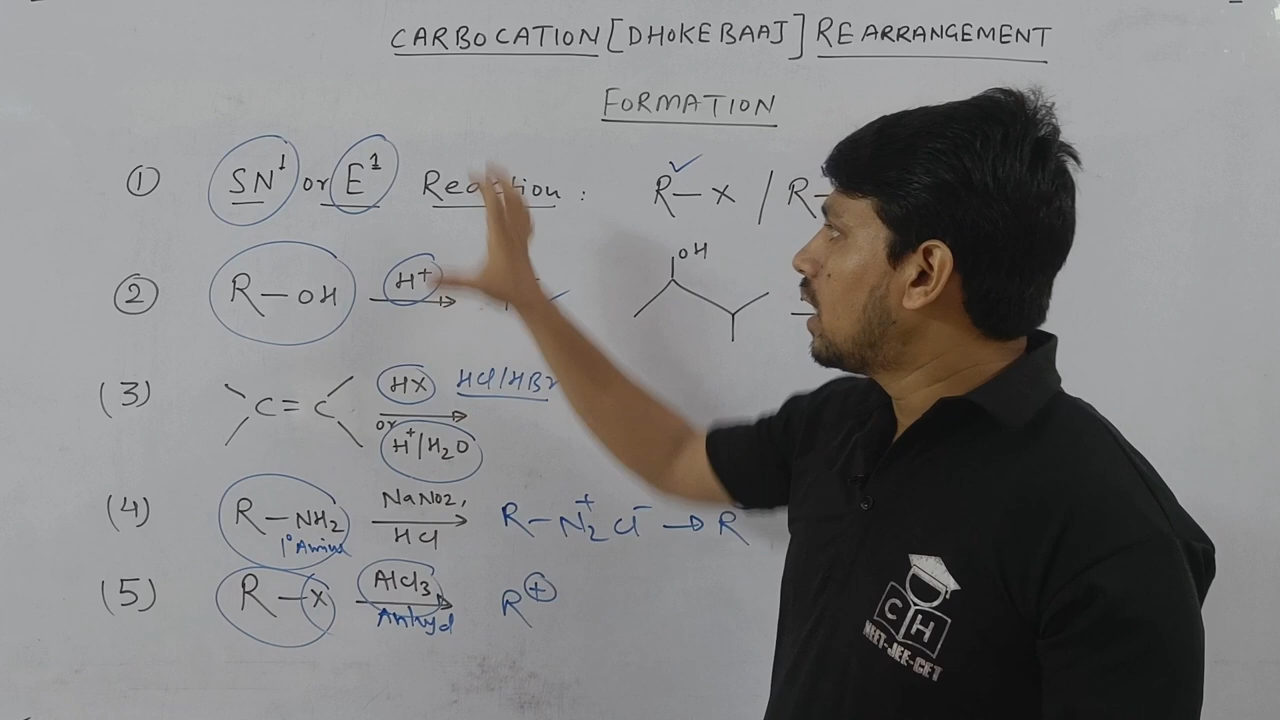 CARBOCATION [DHOKEBAAJ] REARRANGEMENT
FORMATION
① SN¹ or E¹ Reaction : R–X / R–
② R–OH H⁺ OH
(3) C=C HX or H⁺/H₂O HCl/HBr
(4) R–NH₂ 1° Amine NaNO₂, HCl R–N₂⁺Cl⁻ → R
(5) R–X AlCl₃ Anhyd R⊕
CH
NEET-JEE-CET